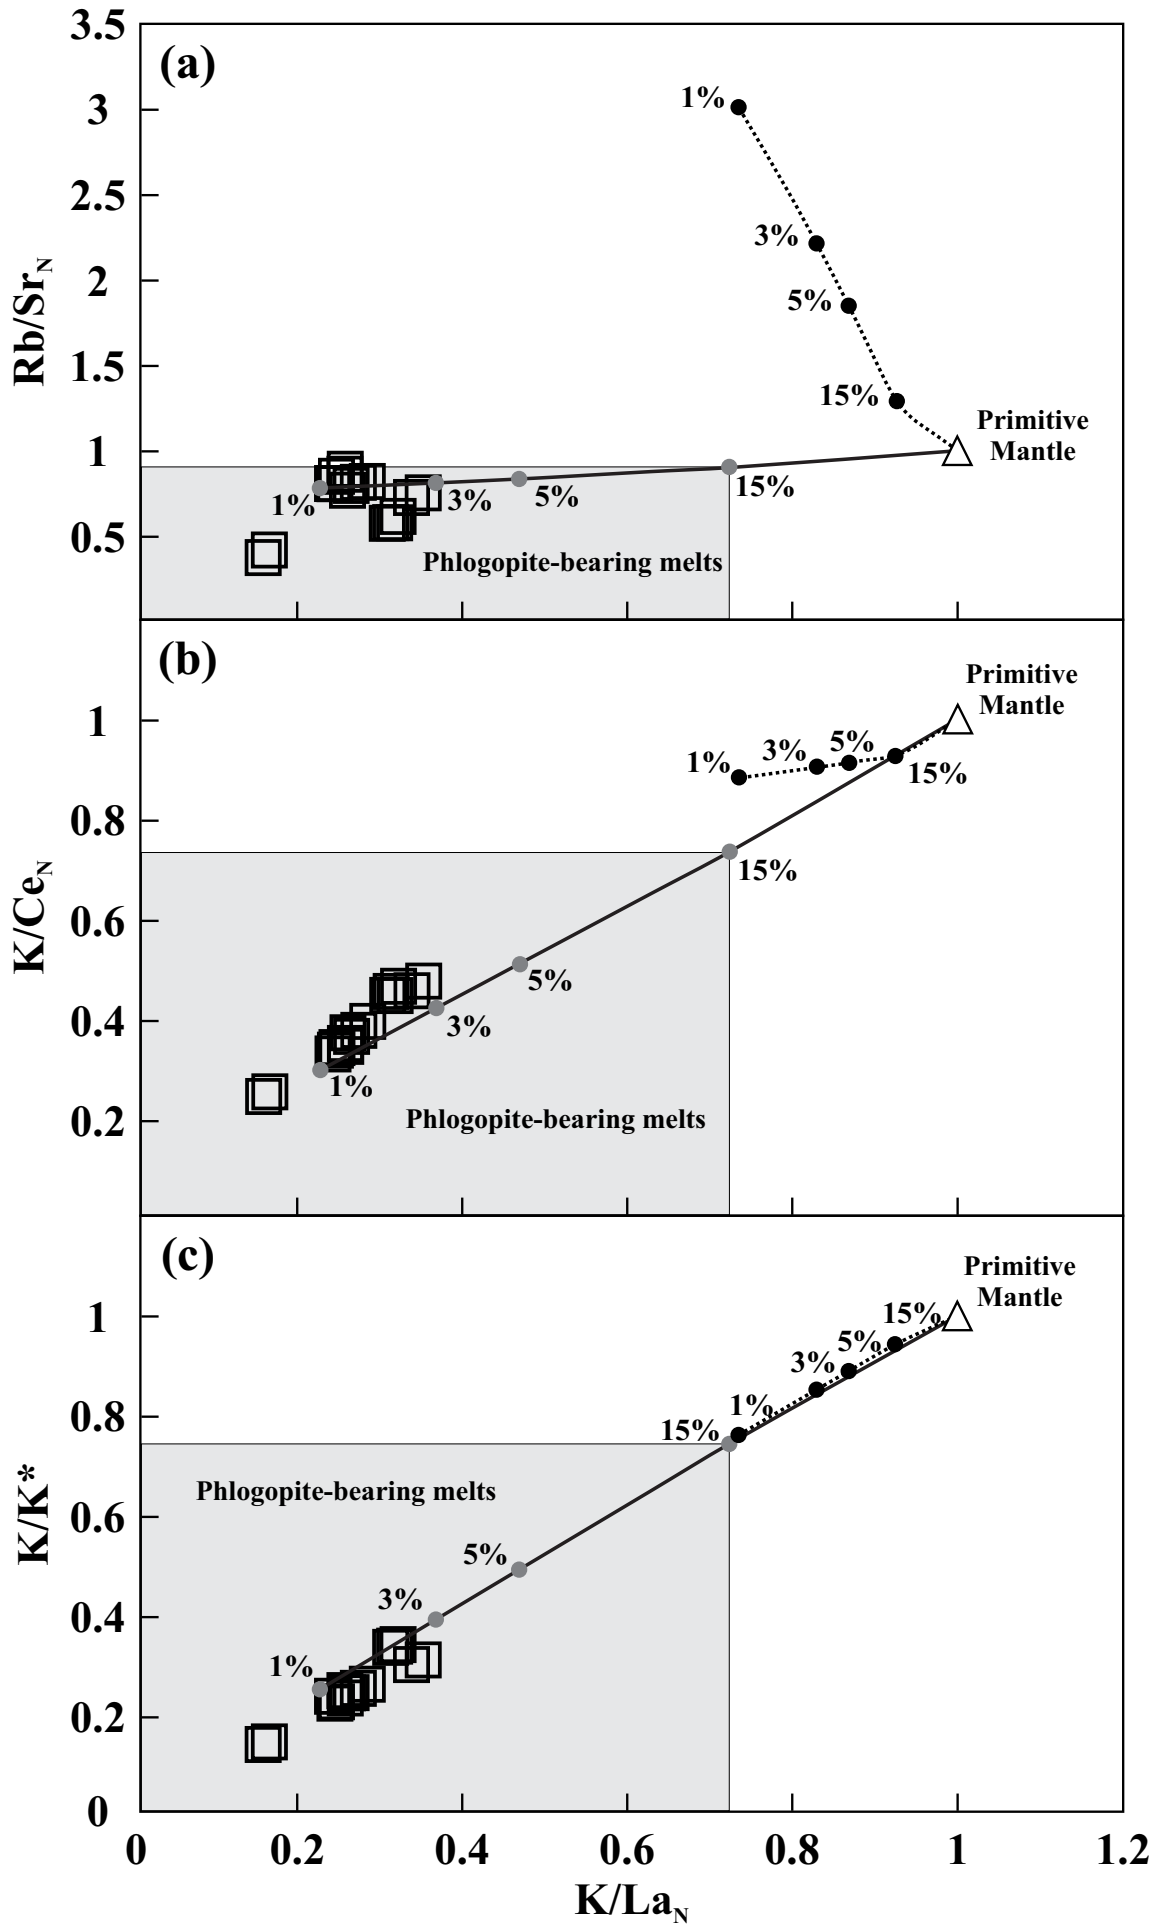 (a)
3.5
3
2.5
2
1.5
1
0.5
Rb/SrN
1%
3%
5%
15%
Primitive
Mantle
1%
3%
5%
15%
Phlogopite-bearing melts
(b)
1
0.8
0.6
0.4
0.2
K/CeN
Primitive
Mantle
1%
3%
5%
15%
15%
5%
3%
1%
Phlogopite-bearing melts
(c)
1
0.8
0.6
0.4
0.2
0
K/K*
Primitive
Mantle
15%
5%
3%
1%
15%
Phlogopite-bearing melts
5%
3%
1%
0 0.2 0.4 0.6 0.8 1 1.2
K/LaN